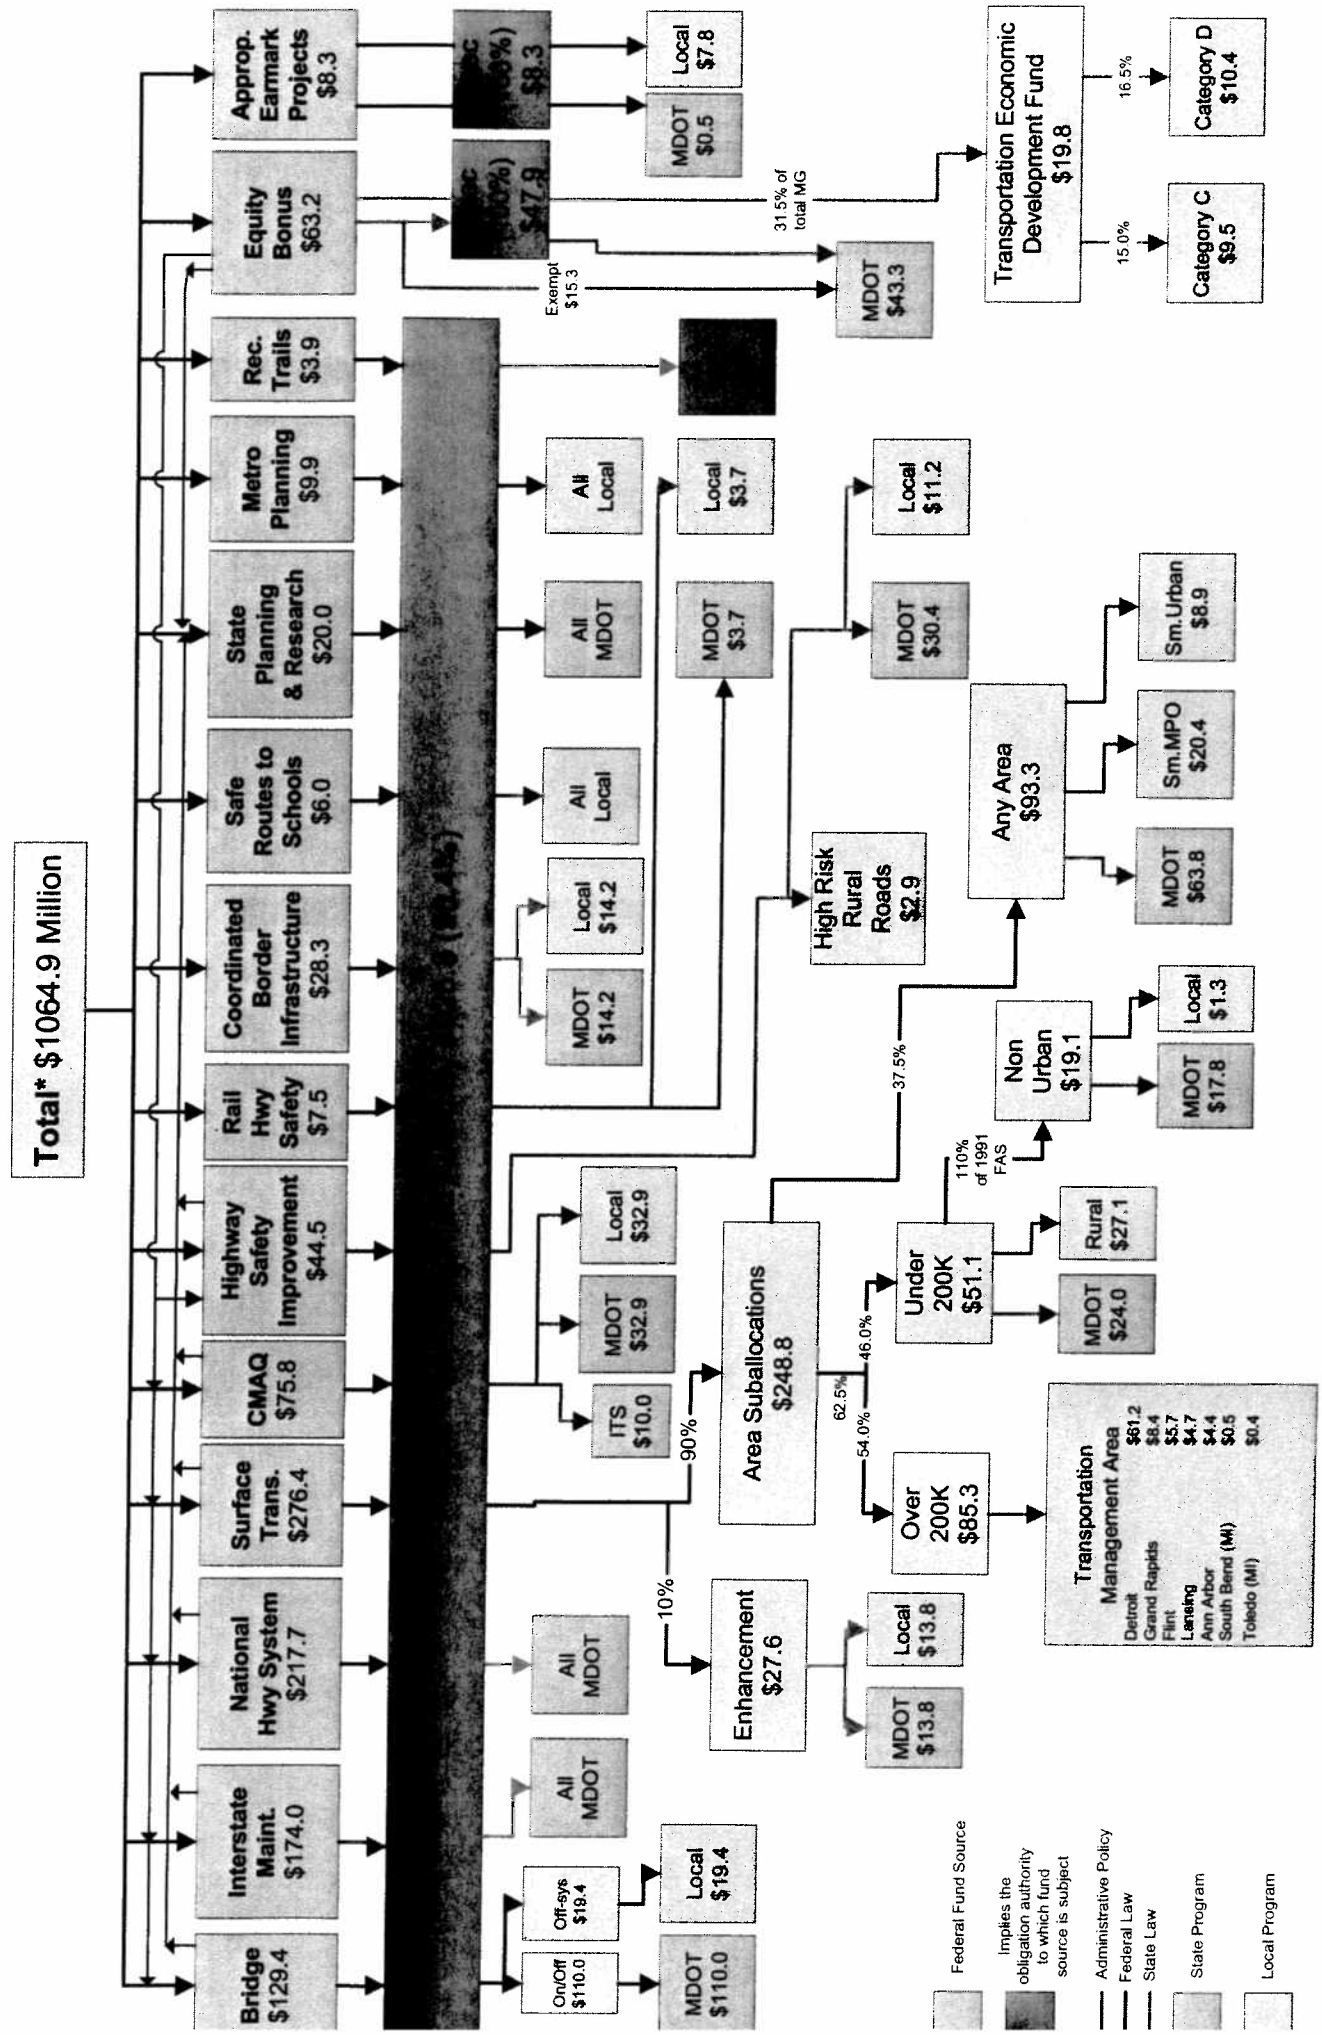 Total* $1064.9 Million
Bridge
$129.4
Interstate
Maint.
$174.0
National
Hwy System
$217.7
Surface
Trans.
$276.4
CMAQ
$75.8
Highway
Safety
Improvement
$44.5
Rail
Hwy
Safety
$7.5
Coordinated
Border
Infrastructure
$28.3
Safe
Routes to
Schools
$6.0
State
Planning
& Research
$20.0
Metro
Planning
$9.9
Rec.
Trails
$3.9
Equity
Bonus
$63.2
Approp.
Earmark
Projects
$8.3
$47.9
$8.3
On/Off
$110.0
Off-sys
$19.4
MDOT
$110.0
Local
$19.4
All
MDOT
All
MDOT
10%
90%
Enhancement
$27.6
MDOT
$13.8
Local
$13.8
ITS
$10.0
MDOT
$32.9
Local
$32.9
Area Suballocations
$248.8
62.5%
54.0%
46.0%
37.5%
Over
200K
$85.3
Under
200K
$51.1
110%
of 1991
FAS
Non
Urban
$19.1
MDOT
$24.0
Rural
$27.1
MDOT
$17.8
Local
$1.3
Transportation
Management Area
Detroit $61.2
Grand Rapids $8.4
Flint $5.7
Lansing $4.7
Ann Arbor $4.4
South Bend (MI) $0.5
Toledo (MI) $0.4
MDOT
$14.2
Local
$14.2
All
Local
All
MDOT
All
Local
MDOT
$3.7
Local
$3.7
High Risk
Rural
Roads
$2.9
MDOT
$30.4
Local
$11.2
Any Area
$93.3
MDOT
$63.8
Sm.MPO
$20.4
Sm.Urban
$8.9
Exempt
$15.3
MDOT
$43.3
31.5% of
total MG
MDOT
$0.5
Local
$7.8
Transportation Economic
Development Fund
$19.8
15.0%
16.5%
Category C
$9.5
Category D
$10.4
Federal Fund Source
Implies the
obligation authority
to which fund
source is subject
Administrative Policy
Federal Law
State Law
State Program
Local Program